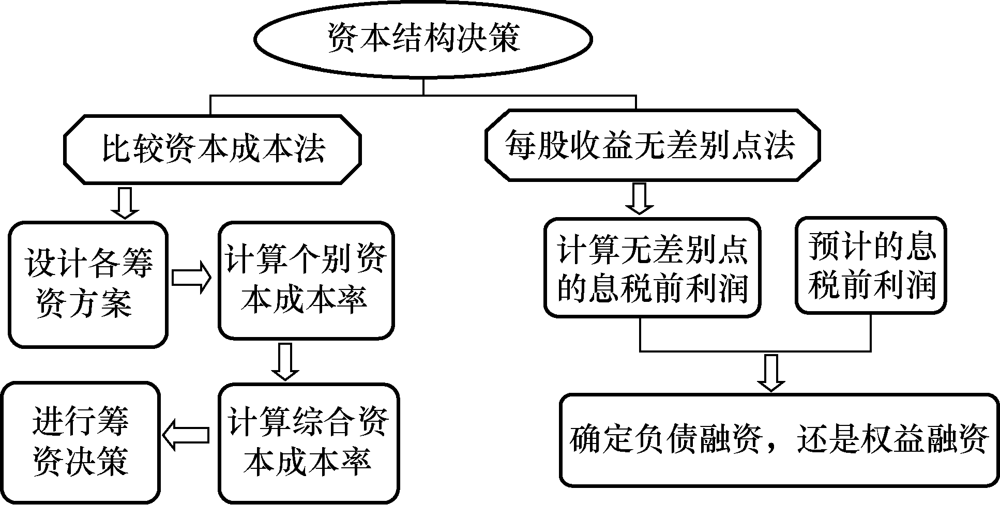 资本结构决策
比较资本成本法
每股收益无差别点法
设计各筹
资方案
计算个别资
本成本率
计算综合资
本成本率
进行筹
资决策
计算无差别点
的息税前利润
预计的息
税前利润
确定负债融资，还是权益融资